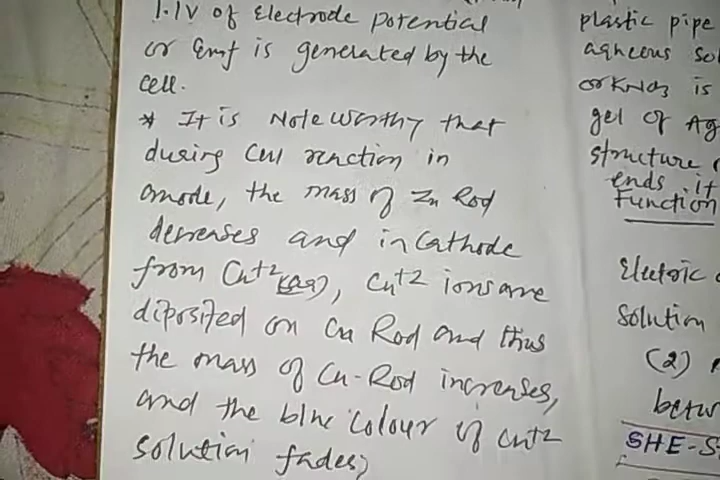 1.1V of Electrode Potential
or Emf is generated by the
cell.
* It is Noteworthy that
during Cell reaction in
anode, the mass of Zn Rod
decreases and in Cathode
from Cu+2(aq), Cu+2 ions are
diposited on Cu Rod and thus
the mass of Cu-Rod increases,
and the blue colour of Cu+2
solution fades;
plastic pipe
aqueous so
or KNO3 is
gel of Ag
structure
ends it
Function
Electric
Solution
(2)
betw
SHE-S